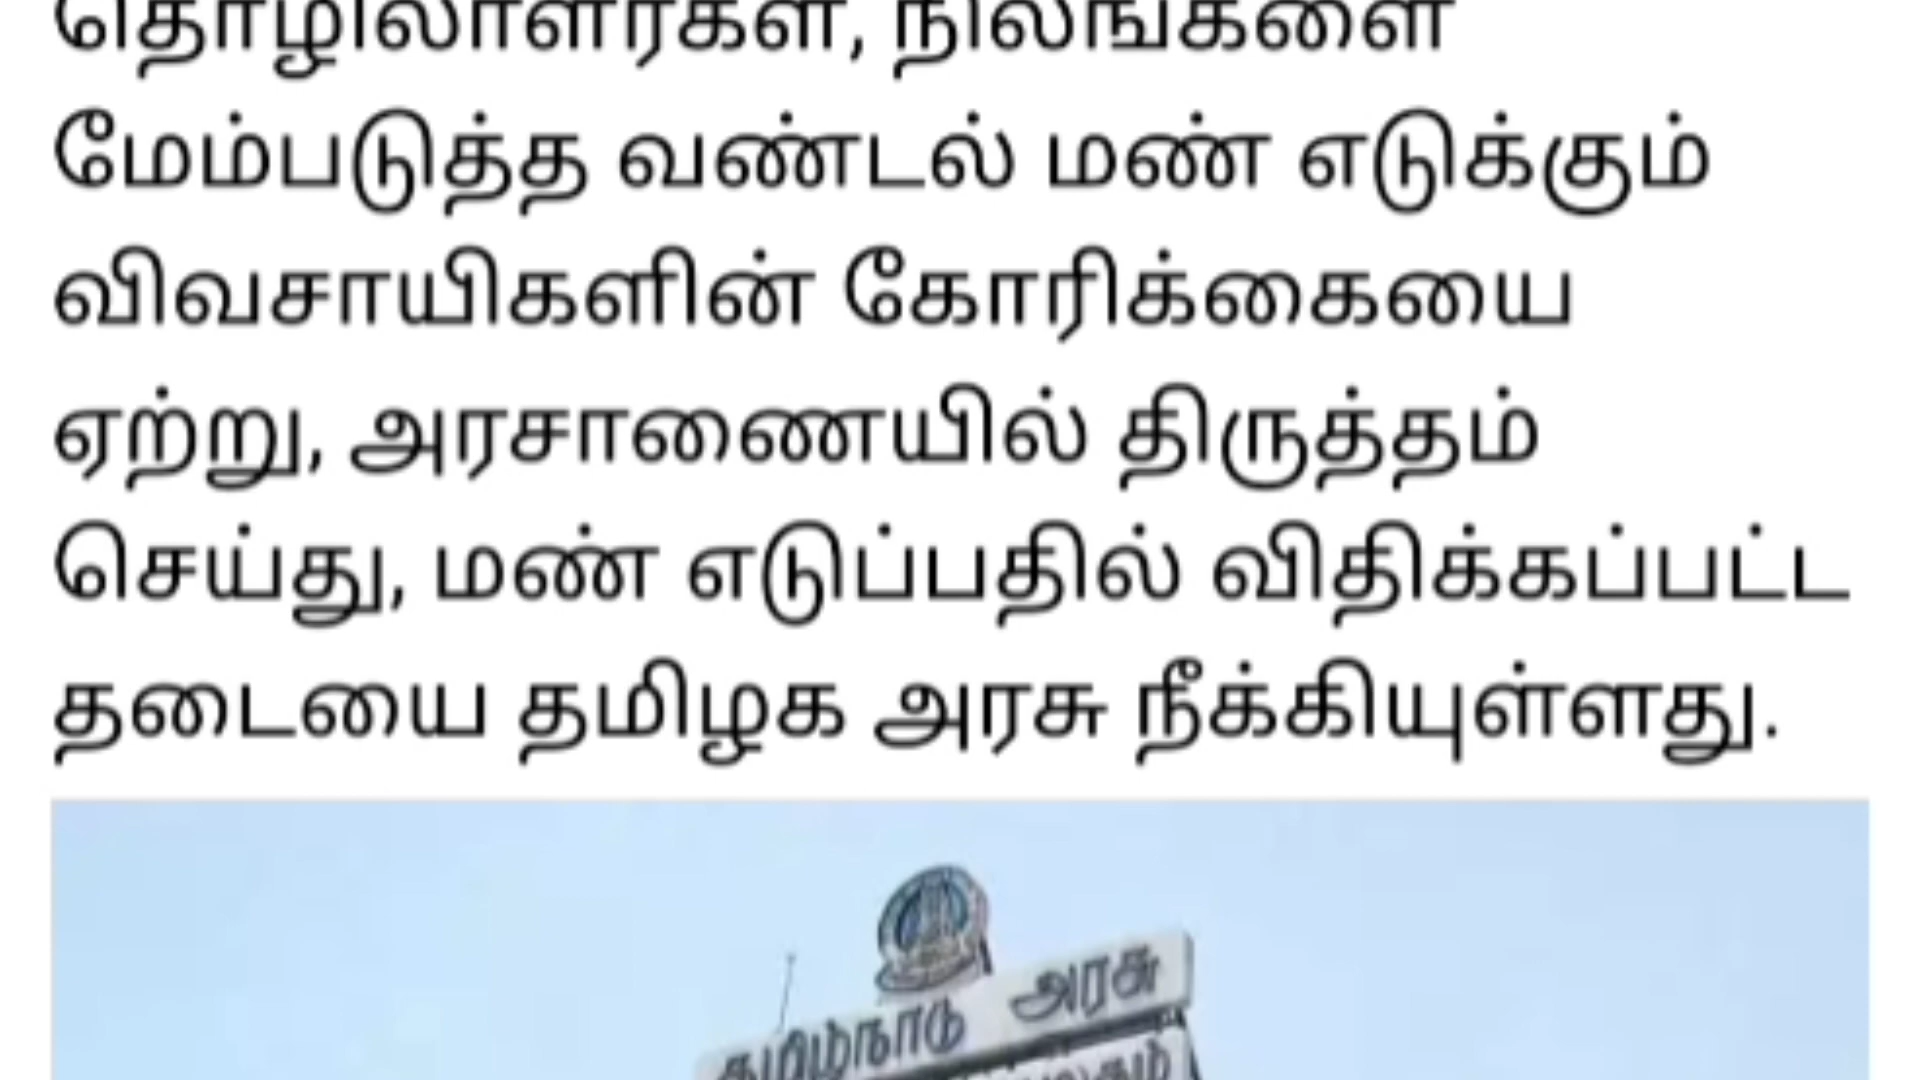 தொழிலாளர்கள், நிலங்களை
மேம்படுத்த வண்டல் மண் எடுக்கும்
விவசாயிகளின் கோரிக்கையை
ஏற்று, அரசாணையில் திருத்தம்
செய்து, மண் எடுப்பதில் விதிக்கப்பட்ட
தடையை தமிழக அரசு நீக்கியுள்ளது.
தமிழ்நாடு அரசு